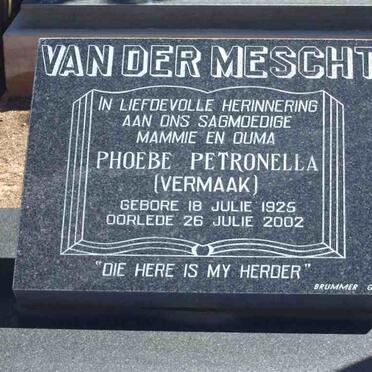 VAN DER MESCHT
IN LIEFDEVOLLE HERINNERING
AAN ONS SAGMOEDIGE
MAMMIE EN OUMA
PHOEBE PETRONELLA
(VERMAAK)
GEBORE 18 JULIE 1925
OORLEDE 26 JULIE 2002
"DIE HERE IS MY HERDER"
BRUMMER G